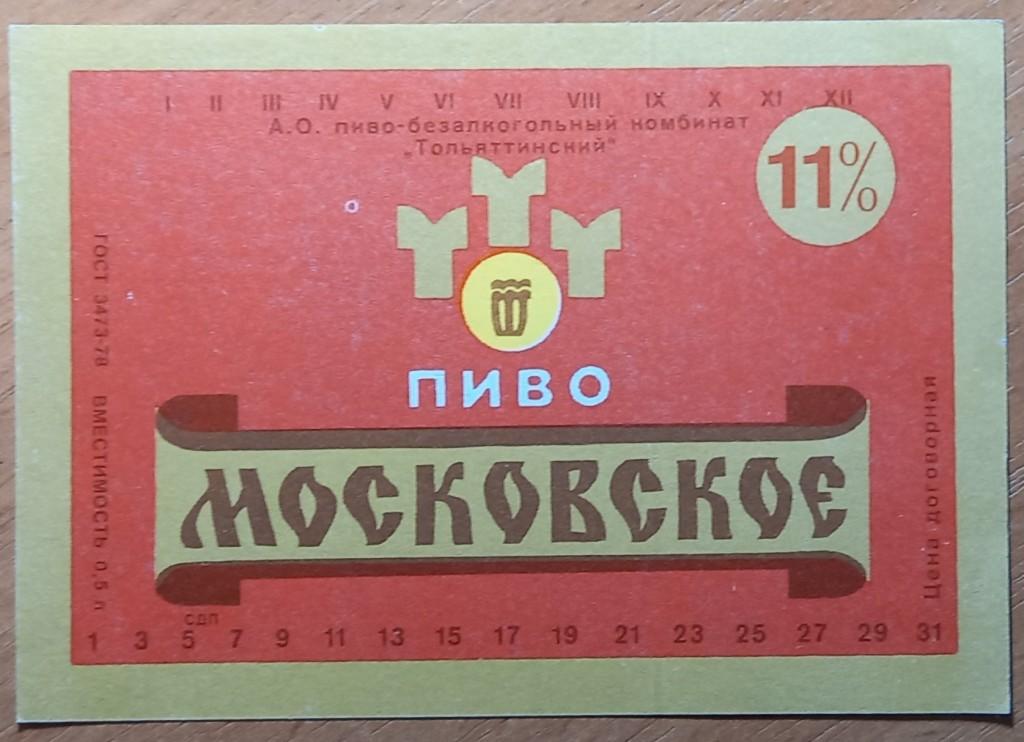 I II III IV V VI VII VIII IX X XI XII
А.О. пиво-безалкогольный комбинат
„Тольяттинский"
11%
ГОСТ 3473-78 ВМЕСТИМОСТЬ 0,5 л
ПИВО
МОСКОВСКОЕ
Цена договорная
СДП
1 3 5 7 9 11 13 15 17 19 21 23 25 27 29 31